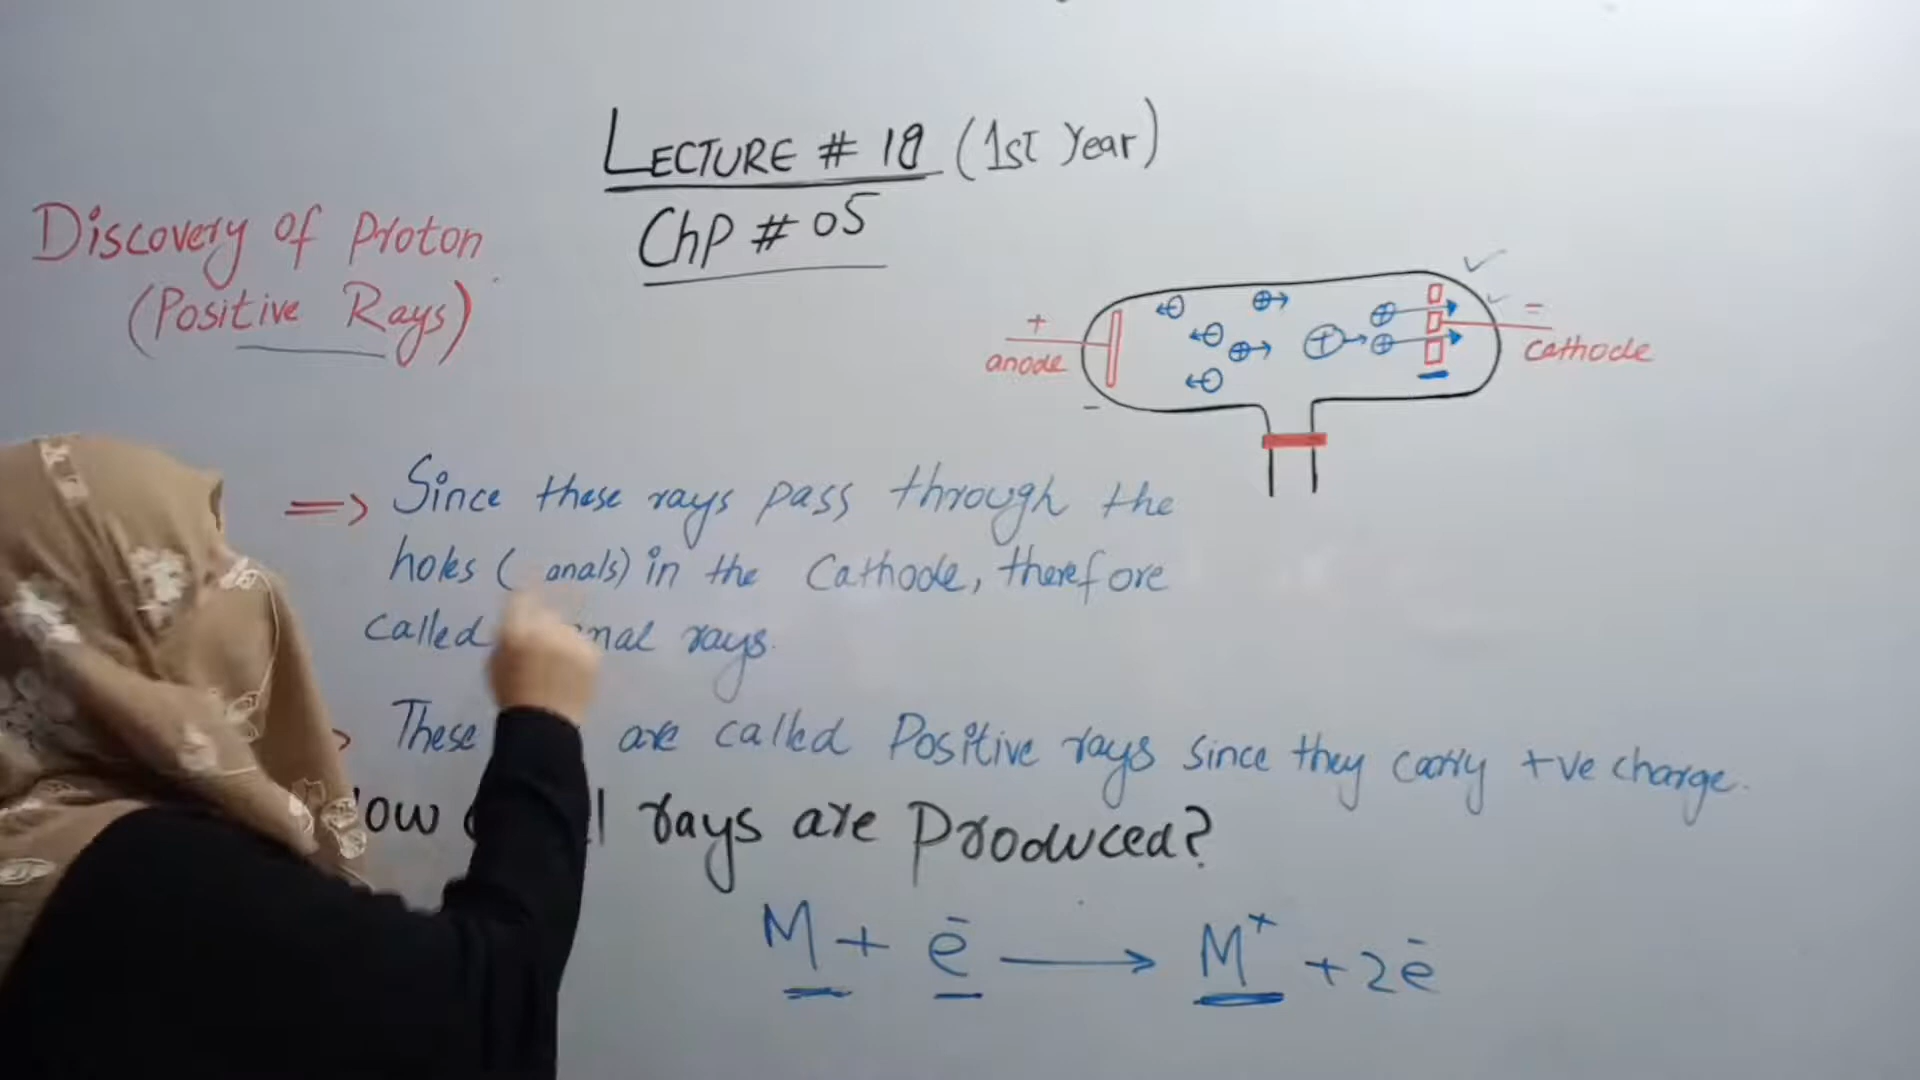 LECTURE # 18 (1st Year)
Chp # 05
Discovery of Proton
(Positive Rays)
+
anode
=
cathode
=> Since these rays pass through the
holes ( anals) in the Cathode, therefore
called nal rays.
These are called Positive rays since they carry +ve charge.
ow l rays are Produced?
M + e⁻ → M⁺ + 2e⁻